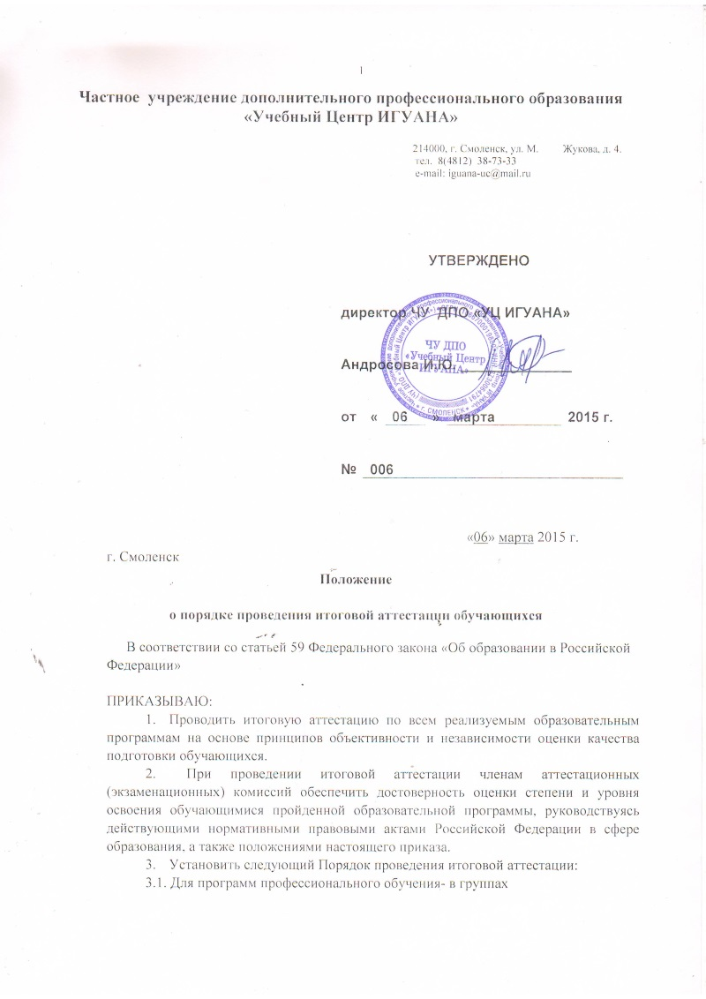 1
Частное учреждение дополнительного профессионального образования
«Учебный Центр ИГУАНА»
214000, г. Смоленск, ул. М. Жукова, д. 4.
тел. 8(4812) 38-73-33
e-mail: iguana-uc@mail.ru
УТВЕРЖДЕНО
директор ЧУ ДПО «УЦ ИГУАНА»
ЧУ ДПО
«Учебный Центр
ИГУАНА»
г. СМОЛЕНСК
Андросова И.Ю.
от « 06 » марта 2015 г.
№ 006
«06» марта 2015 г.
г. Смоленск
Положение
о порядке проведения итоговой аттестации обучающихся
В соответствии со статьей 59 Федерального закона «Об образовании в Российской
Федерации»
ПРИКАЗЫВАЮ:
1. Проводить итоговую аттестацию по всем реализуемым образовательным
программам на основе принципов объективности и независимости оценки качества
подготовки обучающихся.
2. При проведении итоговой аттестации членам аттестационных
(экзаменационных) комиссий обеспечить достоверность оценки степени и уровня
освоения обучающимися пройденной образовательной программы, руководствуясь
действующими нормативными правовыми актами Российской Федерации в сфере
образования, а также положениями настоящего приказа.
3. Установить следующий Порядок проведения итоговой аттестации:
3.1. Для программ профессионального обучения- в группах